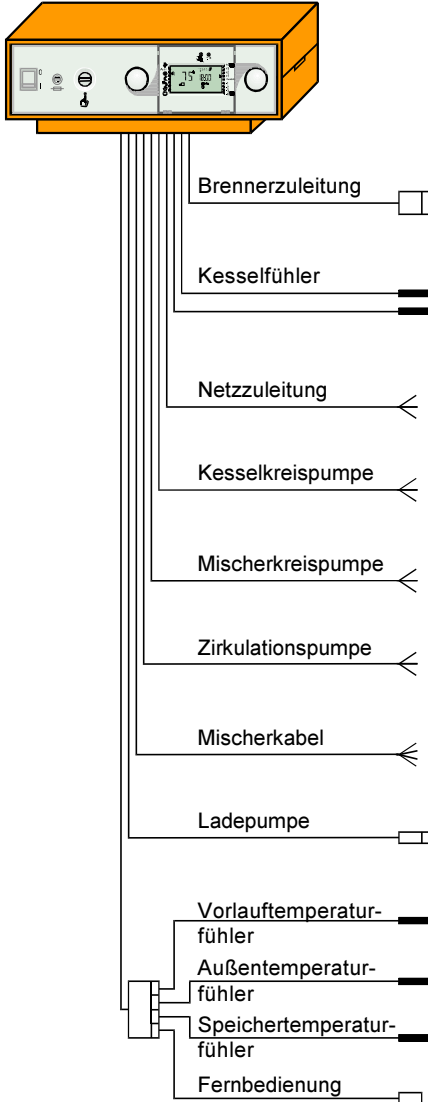 Brennerzuleitung
Kesselfühler
Netzzuleitung
Kesselkreispumpe
Mischerkreispumpe
Zirkulationspumpe
Mischerkabel
Ladepumpe
Vorlauftemperatur-
fühler
Außentemperatur-
fühler
Speichertemperatur-
fühler
Fernbedienung